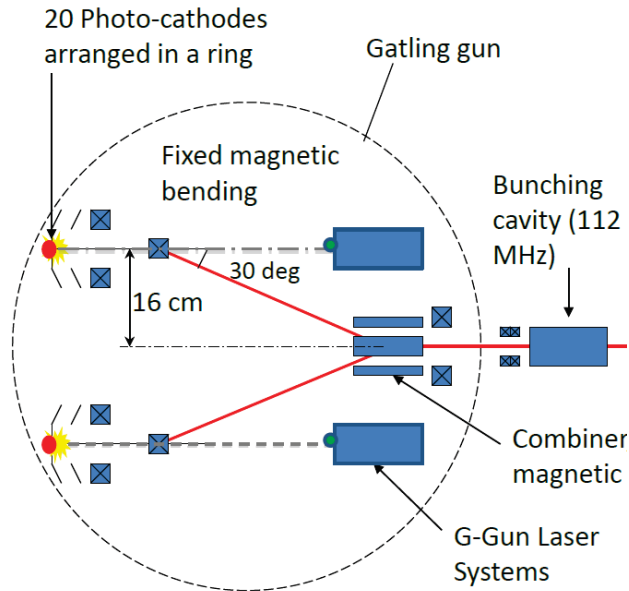 20 Photo-cathodes
arranged in a ring
Gatling gun
Fixed magnetic
bending
Bunching
cavity (112
MHz)
30 deg
16 cm
Combiner,
magnetic
G-Gun Laser
Systems